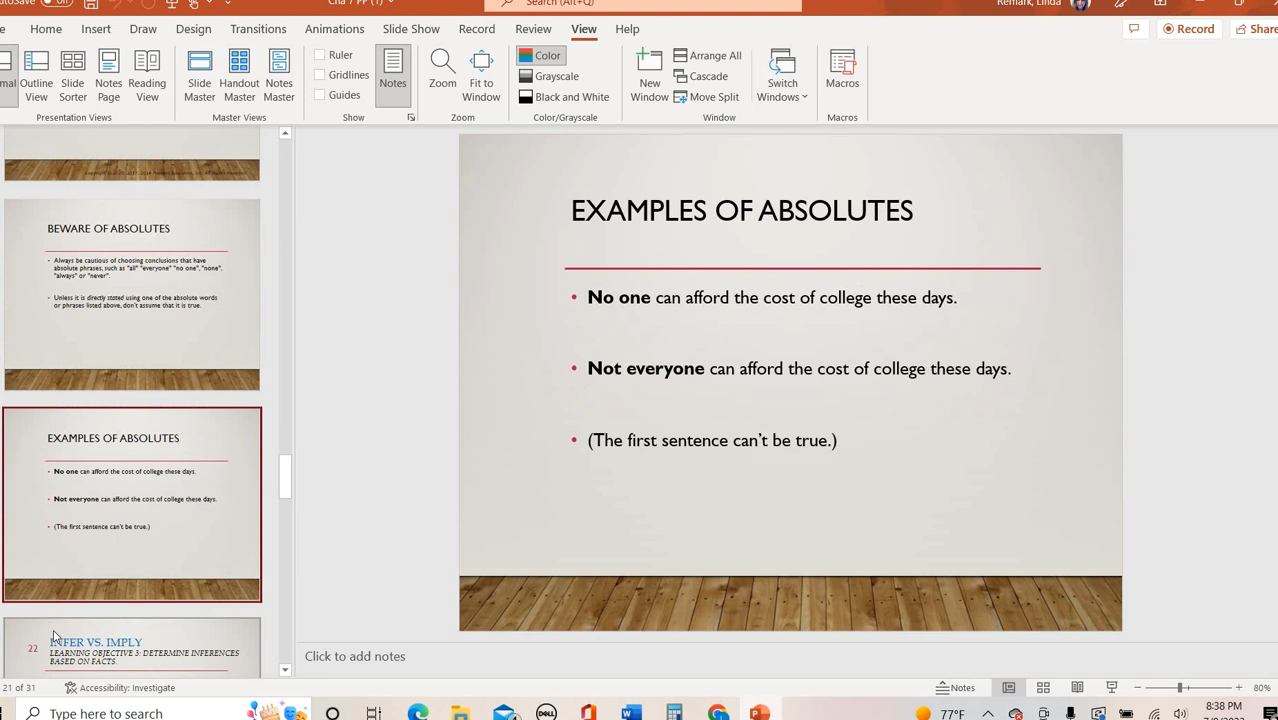 Off
Search (Alt+Q)
Remark, Linda
Home Insert Draw Design Transitions Animations Slide Show Record Review View Help
Record Share
Outline View
Slide Sorter
Notes Page
Reading View
Presentation Views
Slide Master
Handout Master
Notes Master
Master Views
Ruler
Gridlines
Guides
Show
Notes
Zoom
Fit to Window
Zoom
Color
Grayscale
Black and White
Color/Grayscale
New Window
Arrange All
Cascade
Move Split
Window
Switch Windows
Macros
Macros
BEWARE OF ABSOLUTES
• Always be cautious of choosing conclusions that have
absolute phrases, such as "all" "everyone" "no one", "none",
"always" or "never".
• Unless it is directly stated using one of the absolute words
or phrases listed above, don't assume that it is true.
EXAMPLES OF ABSOLUTES
• No one can afford the cost of college these days.
• Not everyone can afford the cost of college these days.
• (The first sentence can't be true.)
22
INFER VS. IMPLY
LEARNING OBJECTIVE 3: DETERMINE INFERENCES
BASED ON FACTS.
EXAMPLES OF ABSOLUTES
• No one can afford the cost of college these days.
• Not everyone can afford the cost of college these days.
• (The first sentence can't be true.)
Click to add notes
21 of 31 Accessibility: Investigate Notes 80%
Type here to search
DELL
77°F
8:38 PM